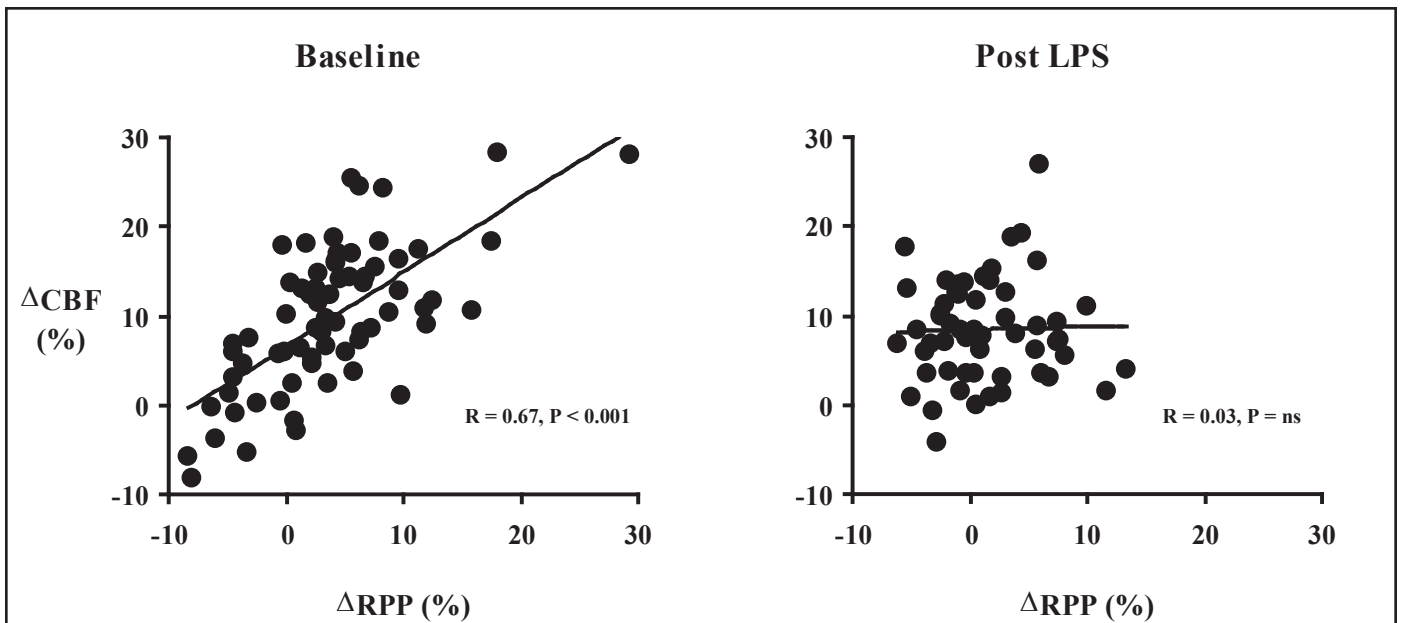 Baseline
30
20
ΔCBF
(%)
10
0
-10
R = 0.67, P < 0.001
-10 0 10 20 30
ΔRPP (%)
Post LPS
30
20
10
0
-10
R = 0.03, P = ns
-10 0 10 20 30
ΔRPP (%)